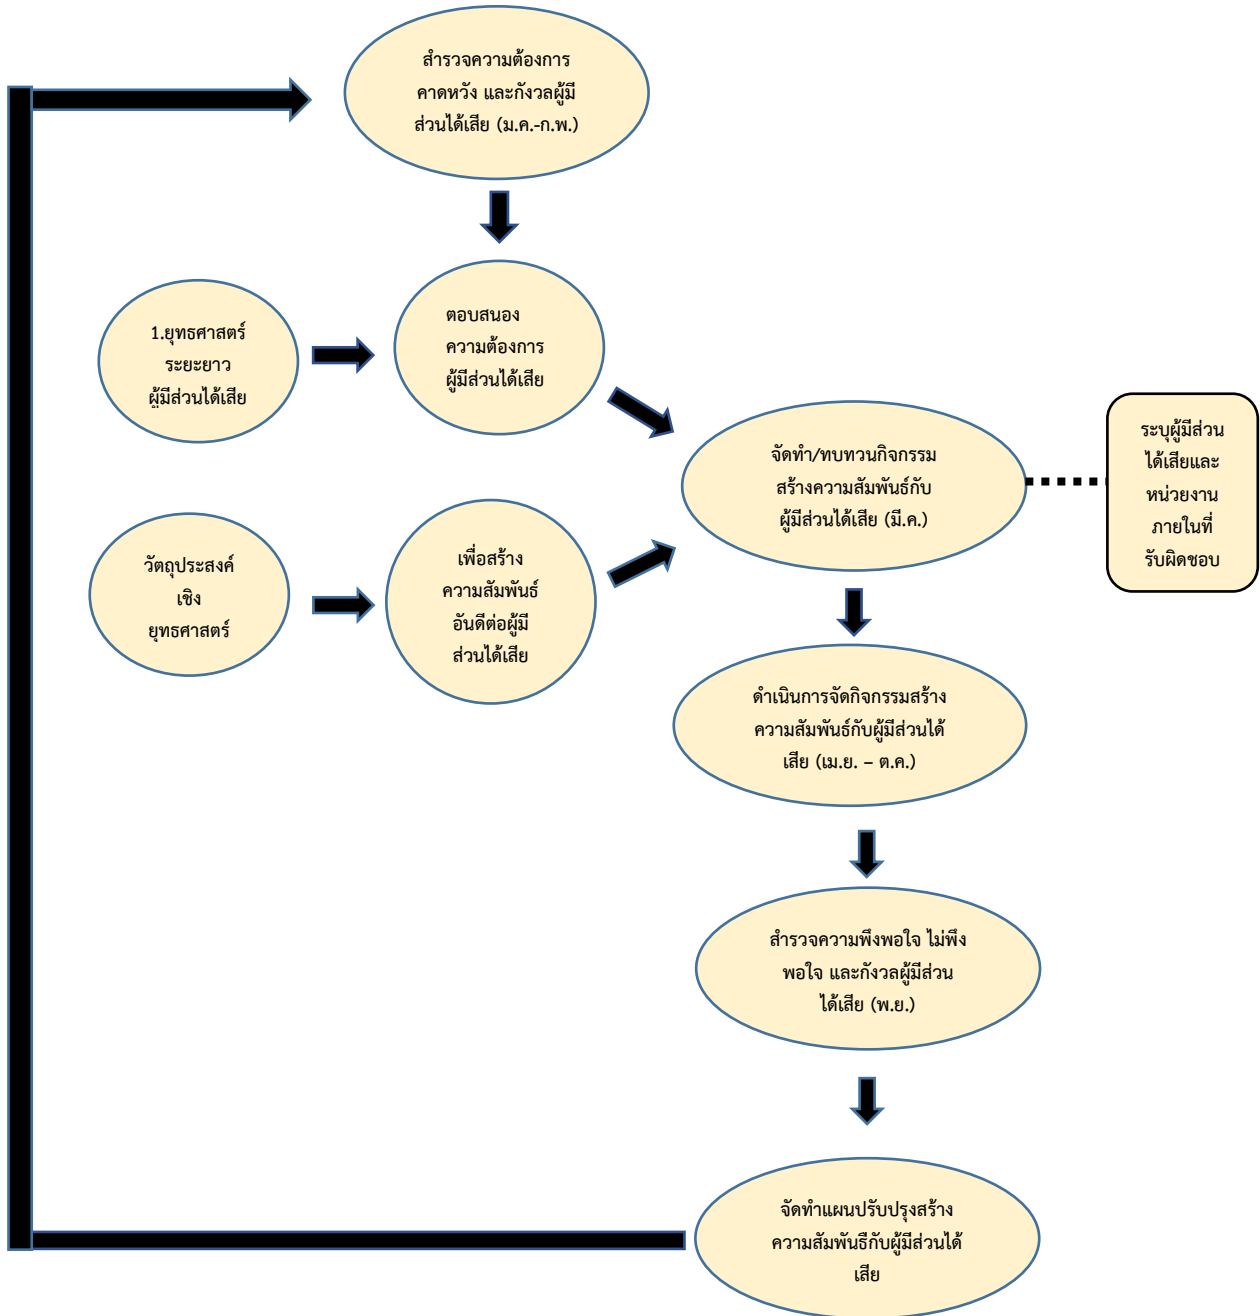 สำรวจความต้องการ
คาดหวัง และกังวลผู้มี
ส่วนได้เสีย (ม.ค.-ก.พ.)
1.ยุทธศาสตร์
ระยะยาว
ผู้มีส่วนได้เสีย
ตอบสนอง
ความต้องการ
ผู้มีส่วนได้เสีย
จัดทำ/ทบทวนกิจกรรม
สร้างความสัมพันธ์กับ
ผู้มีส่วนได้เสีย (มี.ค.)
ระบุผู้มีส่วน
ได้เสียและ
หน่วยงาน
ภายในที่
รับผิดชอบ
วัตถุประสงค์
เชิง
ยุทธศาสตร์
เพื่อสร้าง
ความสัมพันธ์
อันดีต่อผู้มี
ส่วนได้เสีย
ดำเนินการจัดกิจกรรมสร้าง
ความสัมพันธ์กับผู้มีส่วนได้
เสีย (เม.ย. – ต.ค.)
สำรวจความพึงพอใจ ไม่พึง
พอใจ และกังวลผู้มีส่วน
ได้เสีย (พ.ย.)
จัดทำแผนปรับปรุงสร้าง
ความสัมพันธืกับผู้มีส่วนได้
เสีย